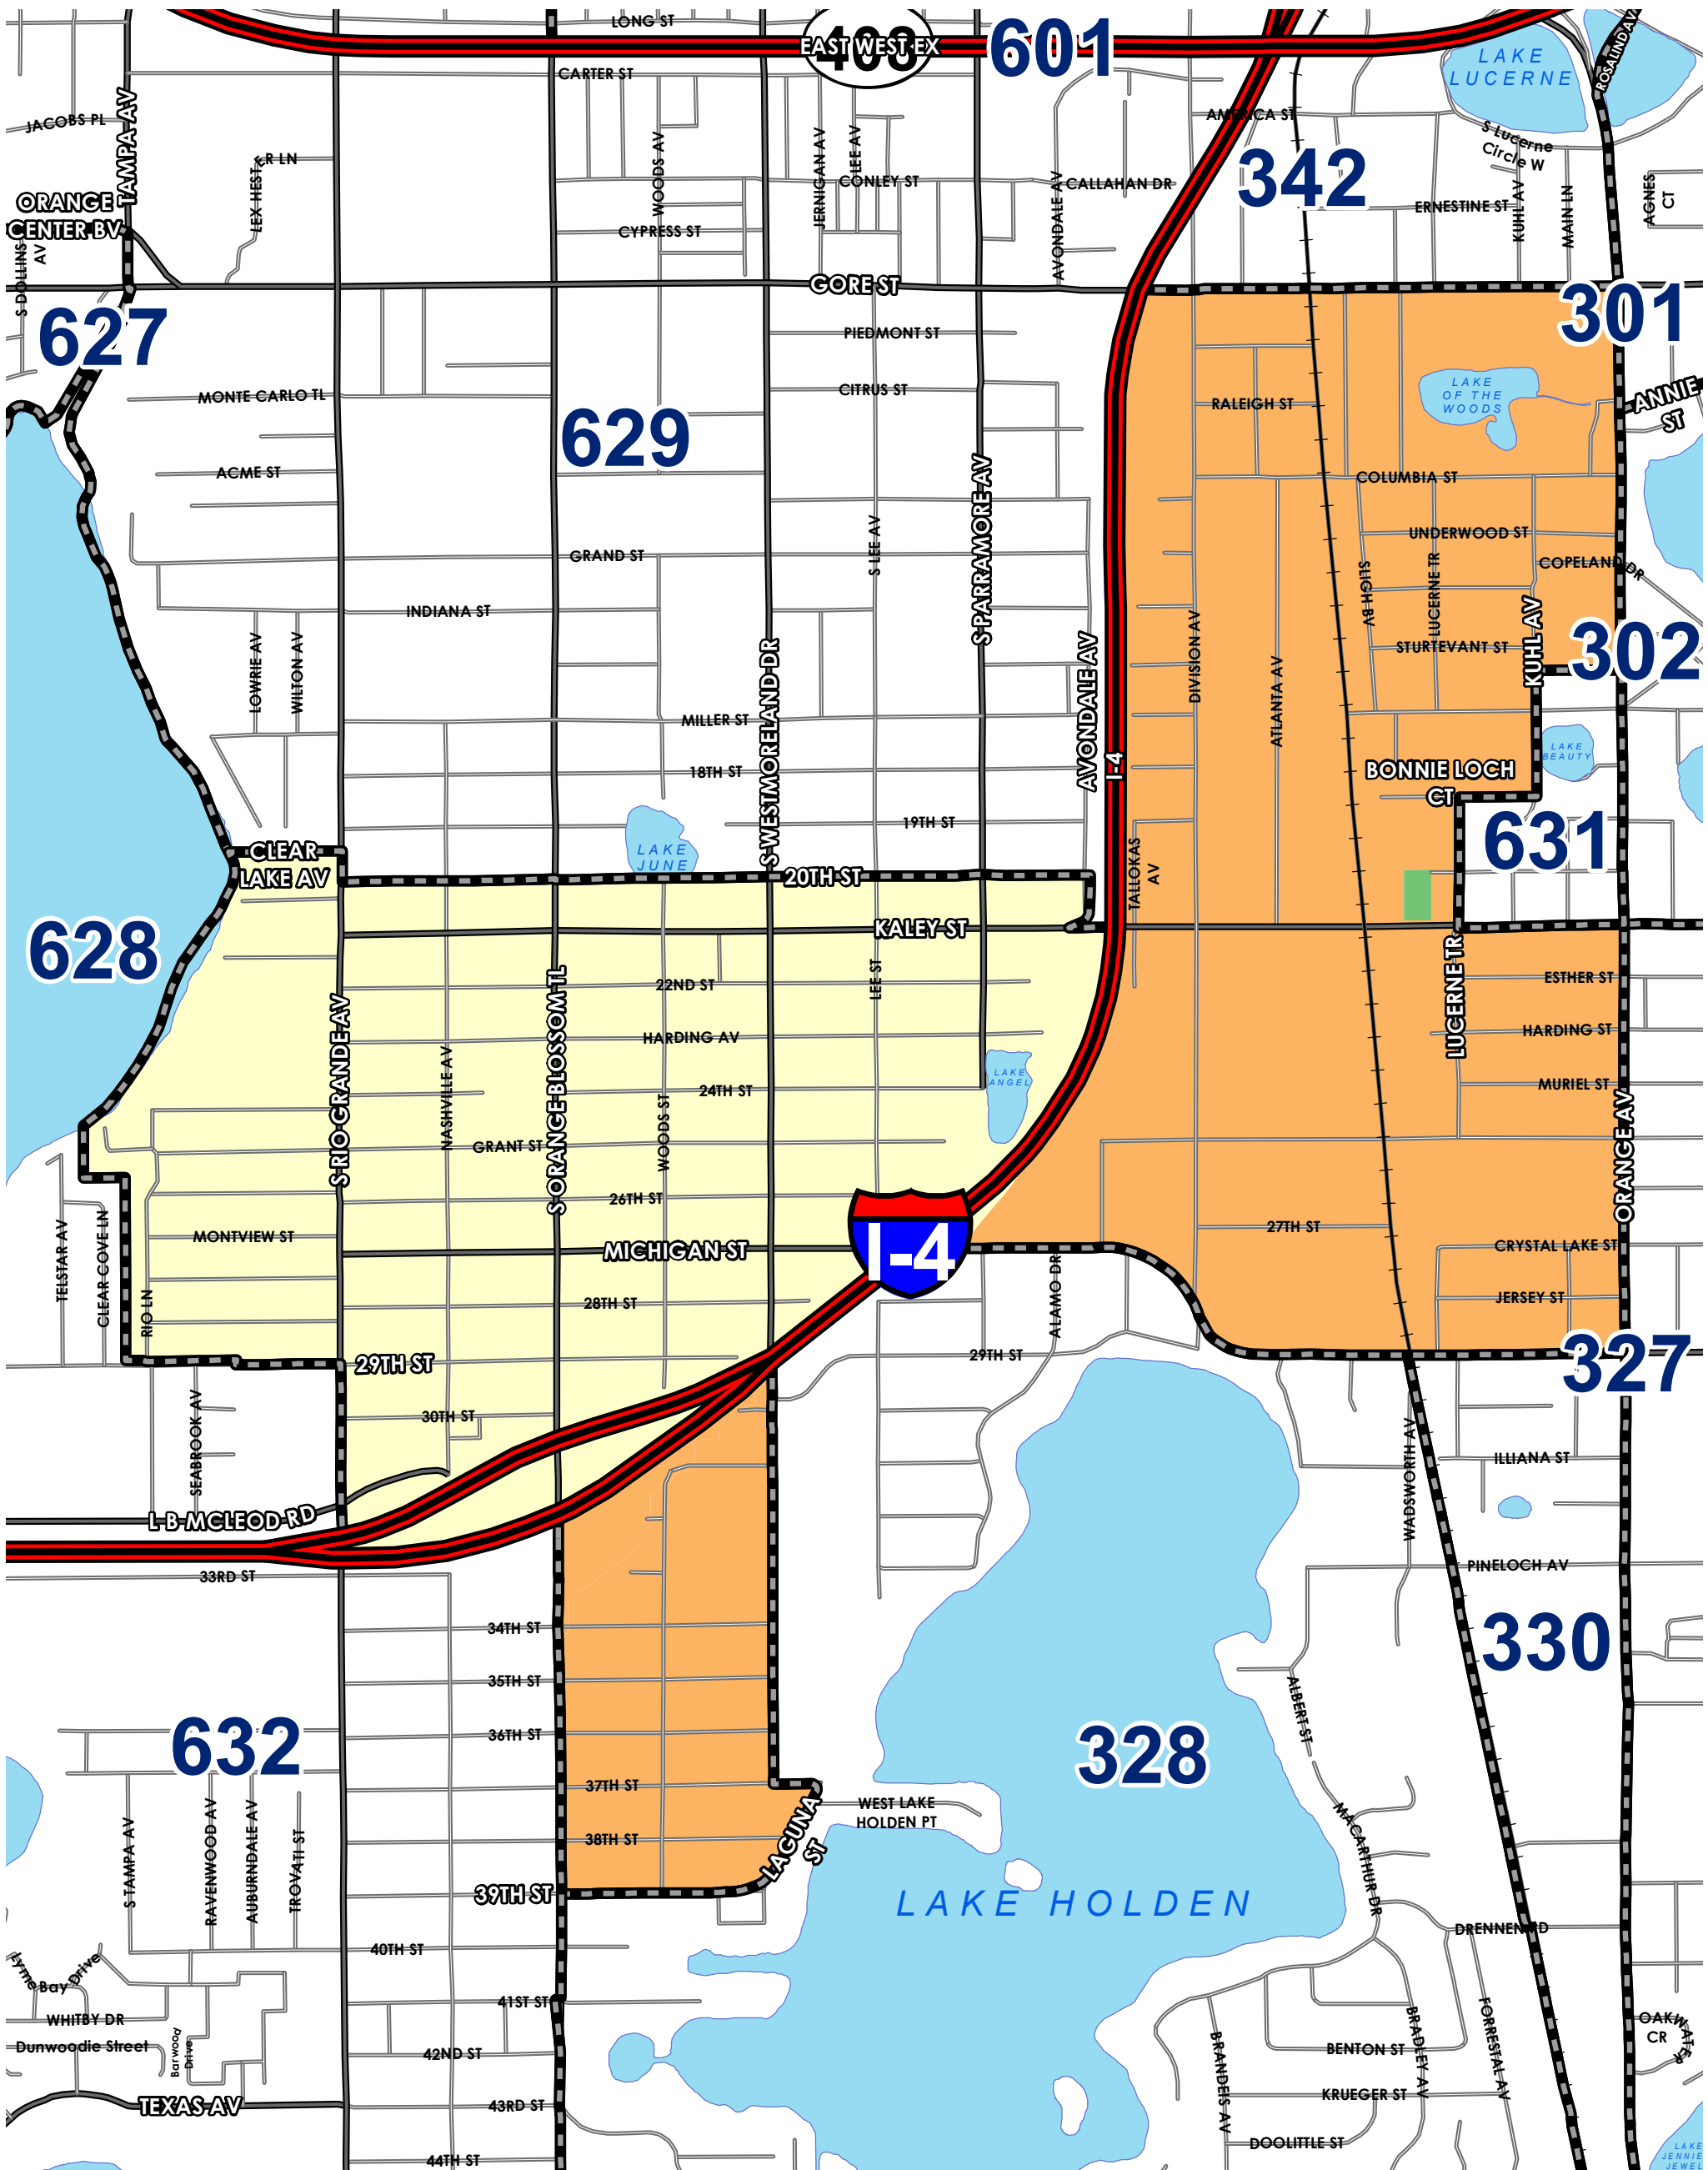 LONG ST
408
EAST WEST EX
601
CARTER ST
LAKE
LUCERNE
ROSALIND AV
JACOBS PL
TAMPA AV
AMERICA ST
S Lucerne
Circle W
R LN
LEX HEST
WOODS AV
JERNIGAN AV
LEE AV
CONLEY ST
AVONDALE AV
CALLAHAN DR
342
ERNESTINE ST
KUHL AV
MAIN LN
AGNES
CT
ORANGE
CENTER BV
S DOLLINS
AV
CYPRESS ST
GORE ST
301
627
PIEDMONT ST
MONTE CARLO TL
CITRUS ST
RALEIGH ST
LAKE
OF THE
WOODS
ANNIE
ST
629
ACME ST
S PARRAMORE AV
COLUMBIA ST
S LEE AV
GRAND ST
UNDERWOOD ST
COPELAND DR
SLIGH BV
LUCERNE TR
INDIANA ST
LOWRIE AV
WILTON AV
S WESTMORELAND DR
AVONDALE AV
DIVISION AV
ATLANTA AV
KUHL AV
STURTEVANT ST
302
MILLER ST
18TH ST
I-4
LAKE
BEAUTY
BONNIE LOCH
CT
19TH ST
LAKE
JUNE
631
CLEAR
LAKE AV
20TH ST
TALLOKAS
AV
628
KALEY ST
LUCERNE TR
22ND ST
LEE ST
ESTHER ST
S RIO GRANDE AV
S ORANGE BLOSSOM TL
HARDING AV
HARDING ST
NASHVILLE AV
LAKE
ANGEL
24TH ST
MURIEL ST
WOODS ST
GRANT ST
ORANGE AV
26TH ST
TELSTAR AV
CLEAR COVE LN
MONTVIEW ST
MICHIGAN ST
I-4
27TH ST
CRYSTAL LAKE ST
RIO LN
28TH ST
ALAMO DR
JERSEY ST
29TH ST
29TH ST
327
SEABROOK AV
30TH ST
WADSWORTH AV
ILLIANA ST
L B MCLEOD RD
33RD ST
PINELOCH AV
34TH ST
330
35TH ST
ALBERT ST
632
36TH ST
328
37TH ST
S TAMPA AV
RAVENWOOD AV
AUBURNDALE AV
TROVATI ST
LAGUNA
ST
WEST LAKE
HOLDEN PT
38TH ST
MACARTHUR DR
39TH ST
LAKE HOLDEN
DRENNEN RD
40TH ST
Lyme Bay Drive
41ST ST
WHITBY DR
Dunwoodie Street
Barwood
Drive
42ND ST
BRANDEIS AV
BENTON ST
BRADLEY AV
FORRESTAL AV
OAKWATER
CR
TEXAS AV
43RD ST
KRUEGER ST
44TH ST
DOOLITTLE ST
LAKE
JENNIE
JEWEL